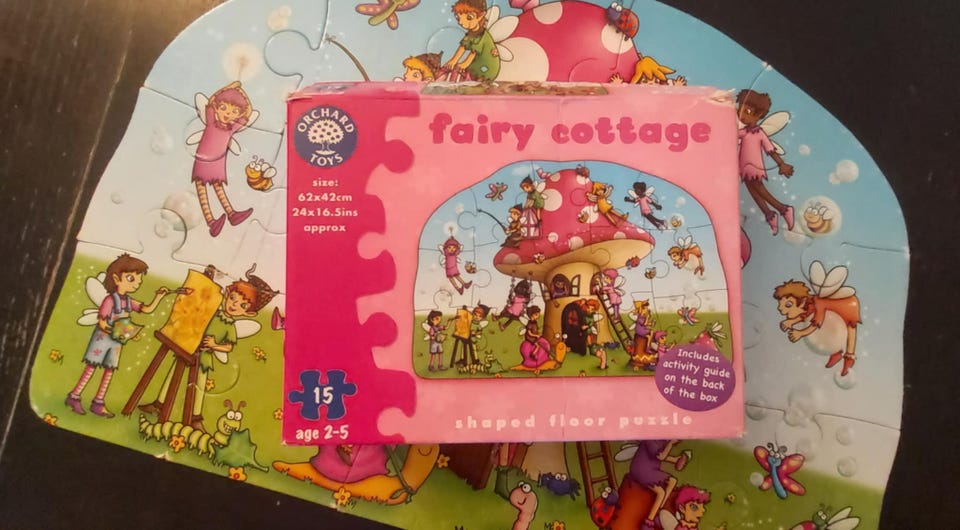 ORCHARD
TOYS
fairy cottage
size:
62x42cm
24x16.5ins
approx
15
age 2-5
Includes
activity guide
on the back
of the box
shaped floor puzzle